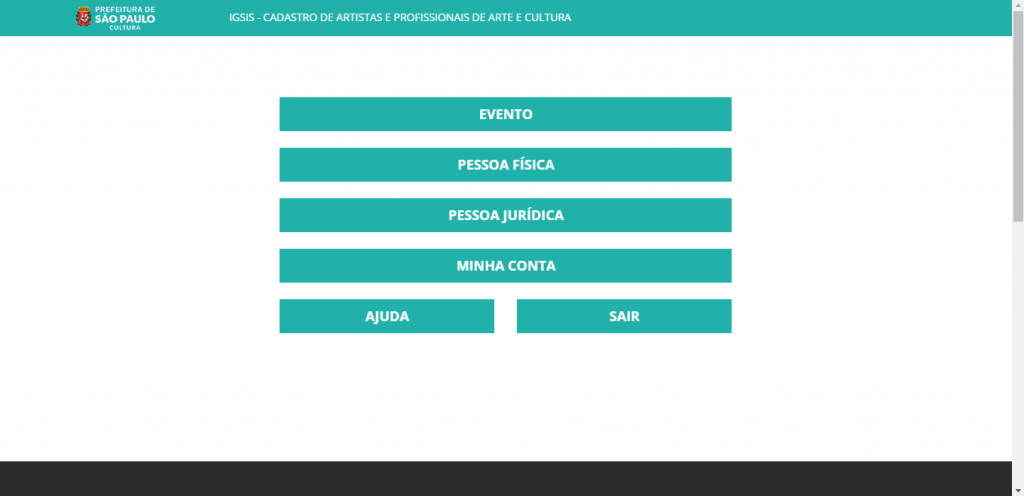 PREFEITURA DE
SÃO PAULO
CULTURA
IGSIS - CADASTRO DE ARTISTAS E PROFISSIONAIS DE ARTE E CULTURA
EVENTO
PESSOA FÍSICA
PESSOA JURÍDICA
MINHA CONTA
AJUDA
SAIR